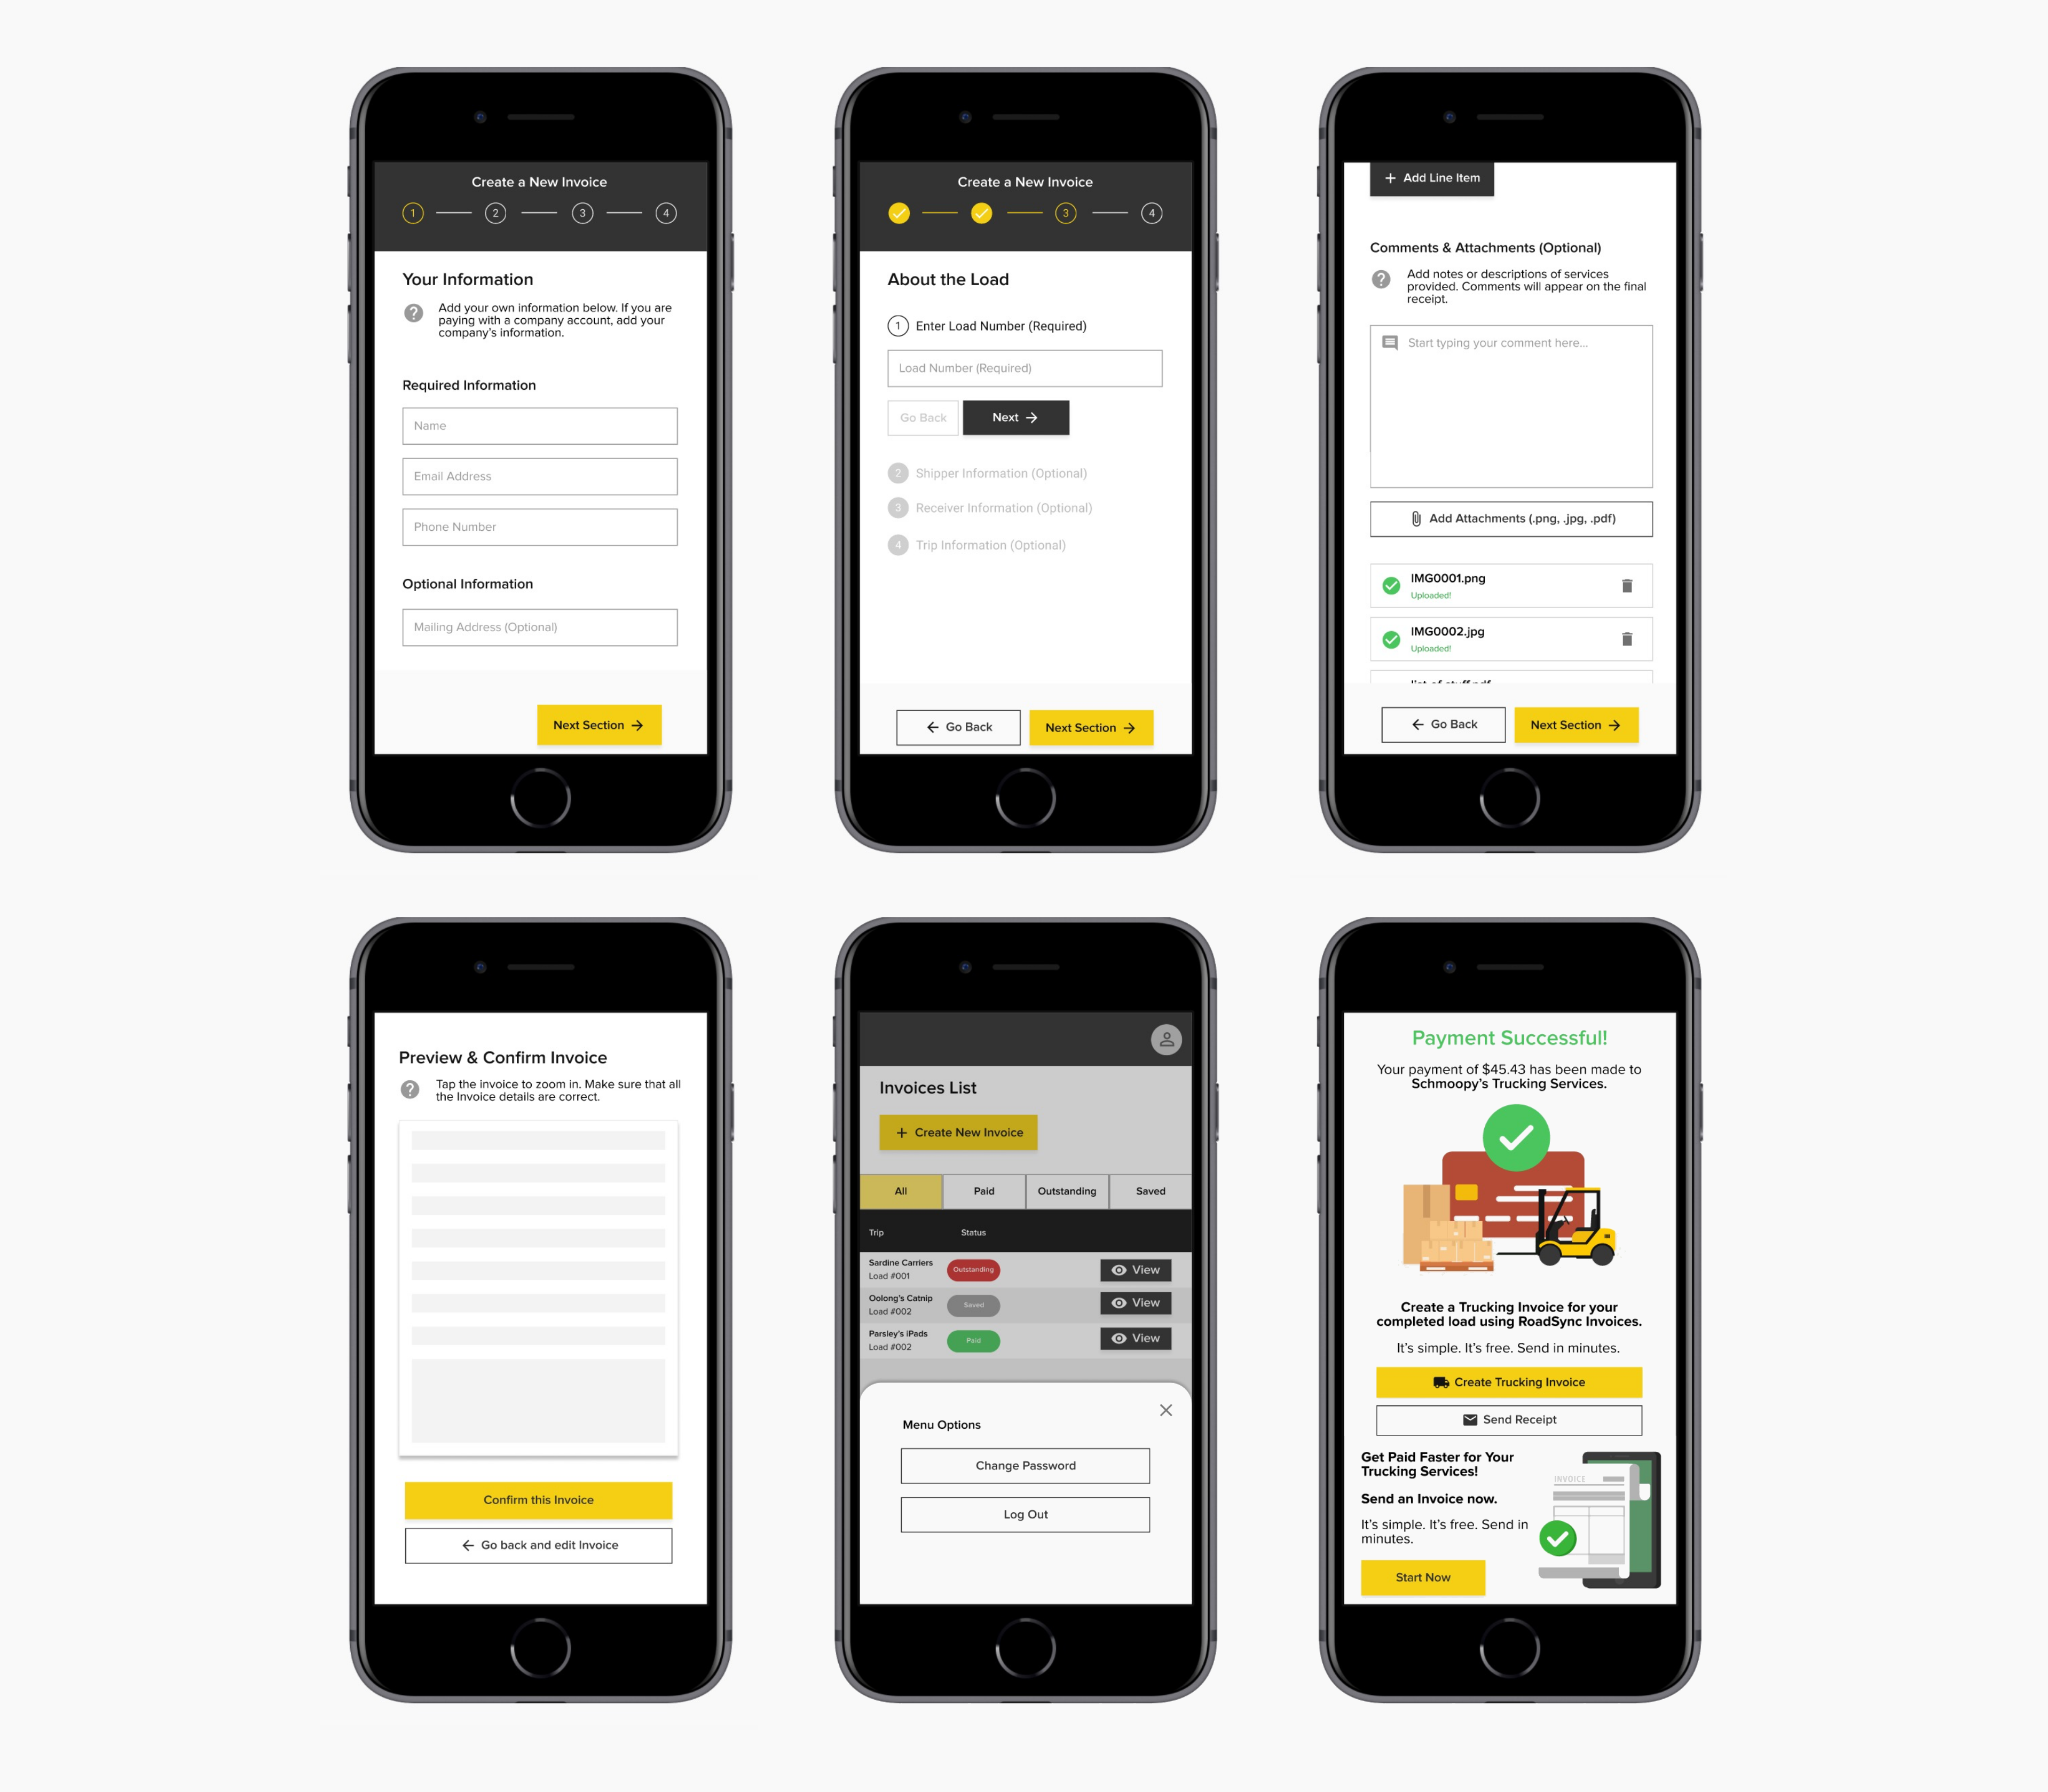 Create a New Invoice
1 2 3 4
Your Information
Add your own information below. If you are
paying with a company account, add your
company's information.
Required Information
Name
Email Address
Phone Number
Optional Information
Mailing Address (Optional)
Next Section →
Create a New Invoice
3 4
About the Load
1 Enter Load Number (Required)
Load Number (Required)
Go Back Next →
2 Shipper Information (Optional)
3 Receiver Information (Optional)
4 Trip Information (Optional)
← Go Back Next Section →
+ Add Line Item
Comments & Attachments (Optional)
Add notes or descriptions of services
provided. Comments will appear on the final
receipt.
Start typing your comment here...
Add Attachments (.png, .jpg, .pdf)
IMG0001.png
Uploaded!
IMG0002.jpg
Uploaded!
list of stuff.pdf
← Go Back Next Section →
Preview & Confirm Invoice
Tap the invoice to zoom in. Make sure that all
the Invoice details are correct.
Confirm this Invoice
← Go back and edit Invoice
Invoices List
+ Create New Invoice
All Paid Outstanding Saved
Trip Status
Sardine Carriers
Load #001
Outstanding
View
Oolong's Catnip
Load #002
Saved
View
Parsley's iPads
Load #002
Paid
View
Menu Options
Change Password
Log Out
Payment Successful!
Your payment of $45.43 has been made to
Schmoopy's Trucking Services.
Create a Trucking Invoice for your
completed load using RoadSync Invoices.
It's simple. It's free. Send in minutes.
Create Trucking Invoice
Send Receipt
Get Paid Faster for Your
Trucking Services!
Send an Invoice now.
It's simple. It's free. Send in
minutes.
Start Now
INVOICE